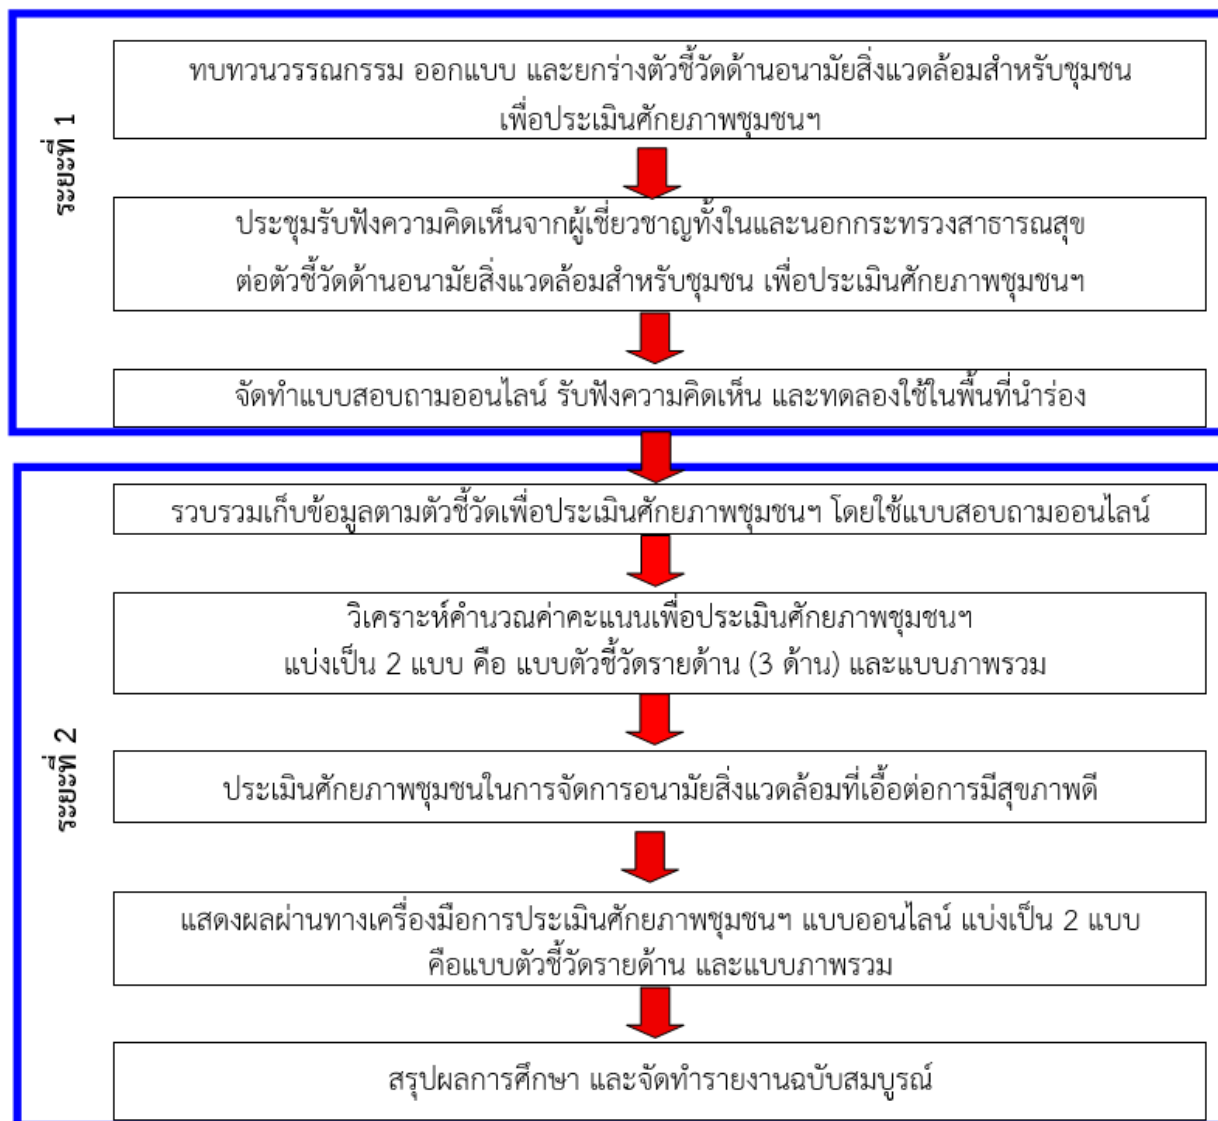 ระยะที่ 1
ทบทวนวรรณกรรม ออกแบบ และยกร่างตัวชี้วัดด้านอนามัยสิ่งแวดล้อมสำหรับชุมชน
เพื่อประเมินศักยภาพชุมชนฯ
ประชุมรับฟังความคิดเห็นจากผู้เชี่ยวชาญทั้งในและนอกกระทรวงสาธารณสุข
ต่อตัวชี้วัดด้านอนามัยสิ่งแวดล้อมสำหรับชุมชน เพื่อประเมินศักยภาพชุมชนฯ
จัดทำแบบสอบถามออนไลน์ รับฟังความคิดเห็น และทดลองใช้ในพื้นที่นำร่อง
ระยะที่ 2
รวบรวมเก็บข้อมูลตามตัวชี้วัดเพื่อประเมินศักยภาพชุมชนฯ โดยใช้แบบสอบถามออนไลน์
วิเคราะห์คำนวณค่าคะแนนเพื่อประเมินศักยภาพชุมชนฯ
แบ่งเป็น 2 แบบ คือ แบบตัวชี้วัดรายด้าน (3 ด้าน) และแบบภาพรวม
ประเมินศักยภาพชุมชนในการจัดการอนามัยสิ่งแวดล้อมที่เอื้อต่อการมีสุขภาพดี
แสดงผลผ่านทางเครื่องมือการประเมินศักยภาพชุมชนฯ แบบออนไลน์ แบ่งเป็น 2 แบบ
คือแบบตัวชี้วัดรายด้าน และแบบภาพรวม
สรุปผลการศึกษา และจัดทำรายงานฉบับสมบูรณ์